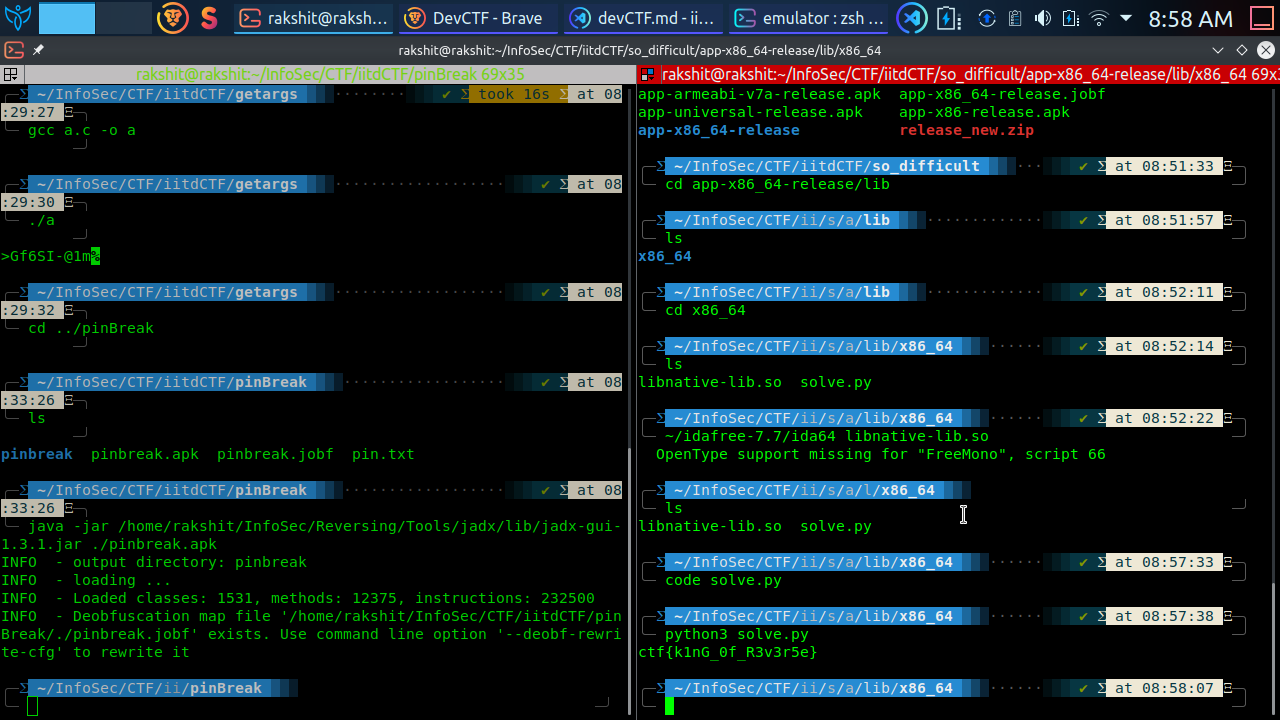 rakshit@raksh...
DevCTF - Brave
devCTF.md - ii...
emulator : zsh ...
8:58 AM
rakshit@rakshit:~/InfoSec/CTF/iitdCTF/so_difficult/app-x86_64-release/lib/x86_64
rakshit@rakshit:~/InfoSec/CTF/iitdCTF/pinBreak 69x35
~/InfoSec/CTF/iitdCTF/getargs ✔ Σ took 16s Σ at 08
:29:27
gcc a.c -o a
~/InfoSec/CTF/iitdCTF/getargs ✔ Σ at 08
:29:30
./a
>Gf6SI-@1m%
~/InfoSec/CTF/iitdCTF/getargs ✔ Σ at 08
:29:32
cd ../pinBreak
~/InfoSec/CTF/iitdCTF/pinBreak ✔ Σ at 08
:33:26
ls
pinbreak pinbreak.apk pinbreak.jobf pin.txt
~/InfoSec/CTF/iitdCTF/pinBreak ✔ Σ at 08
:33:26
java -jar /home/rakshit/InfoSec/Reversing/Tools/jadx/lib/jadx-gui-
1.3.1.jar ./pinbreak.apk
INFO - output directory: pinbreak
INFO - loading ...
INFO - Loaded classes: 1531, methods: 12375, instructions: 232500
INFO - Deobfuscation map file '/home/rakshit/InfoSec/CTF/iitdCTF/pin
Break/./pinbreak.jobf' exists. Use command line option '--deobf-rewri
te-cfg' to rewrite it
~/InfoSec/CTF/ii/pinBreak
rakshit@rakshit:~/InfoSec/CTF/iitdCTF/so_difficult/app-x86_64-release/lib/x86_64 69x3
app-armeabi-v7a-release.apk app-x86_64-release.jobf
app-universal-release.apk app-x86-release.apk
app-x86_64-release release_new.zip
~/InfoSec/CTF/iitdCTF/so_difficult ✔ Σ at 08:51:33
cd app-x86_64-release/lib
~/InfoSec/CTF/ii/s/a/lib ✔ Σ at 08:51:57
ls
x86_64
~/InfoSec/CTF/ii/s/a/lib ✔ Σ at 08:52:11
cd x86_64
~/InfoSec/CTF/ii/s/a/lib/x86_64 ✔ Σ at 08:52:14
ls
libnative-lib.so solve.py
~/InfoSec/CTF/ii/s/a/lib/x86_64 ✔ Σ at 08:52:22
~/idafree-7.7/ida64 libnative-lib.so
OpenType support missing for "FreeMono", script 66
~/InfoSec/CTF/ii/s/a/l/x86_64
ls
libnative-lib.so solve.py
~/InfoSec/CTF/ii/s/a/lib/x86_64 ✔ Σ at 08:57:33
code solve.py
~/InfoSec/CTF/ii/s/a/lib/x86_64 ✔ Σ at 08:57:38
python3 solve.py
ctf{k1nG_0f_R3v3r5e}
~/InfoSec/CTF/ii/s/a/lib/x86_64 ✔ Σ at 08:58:07